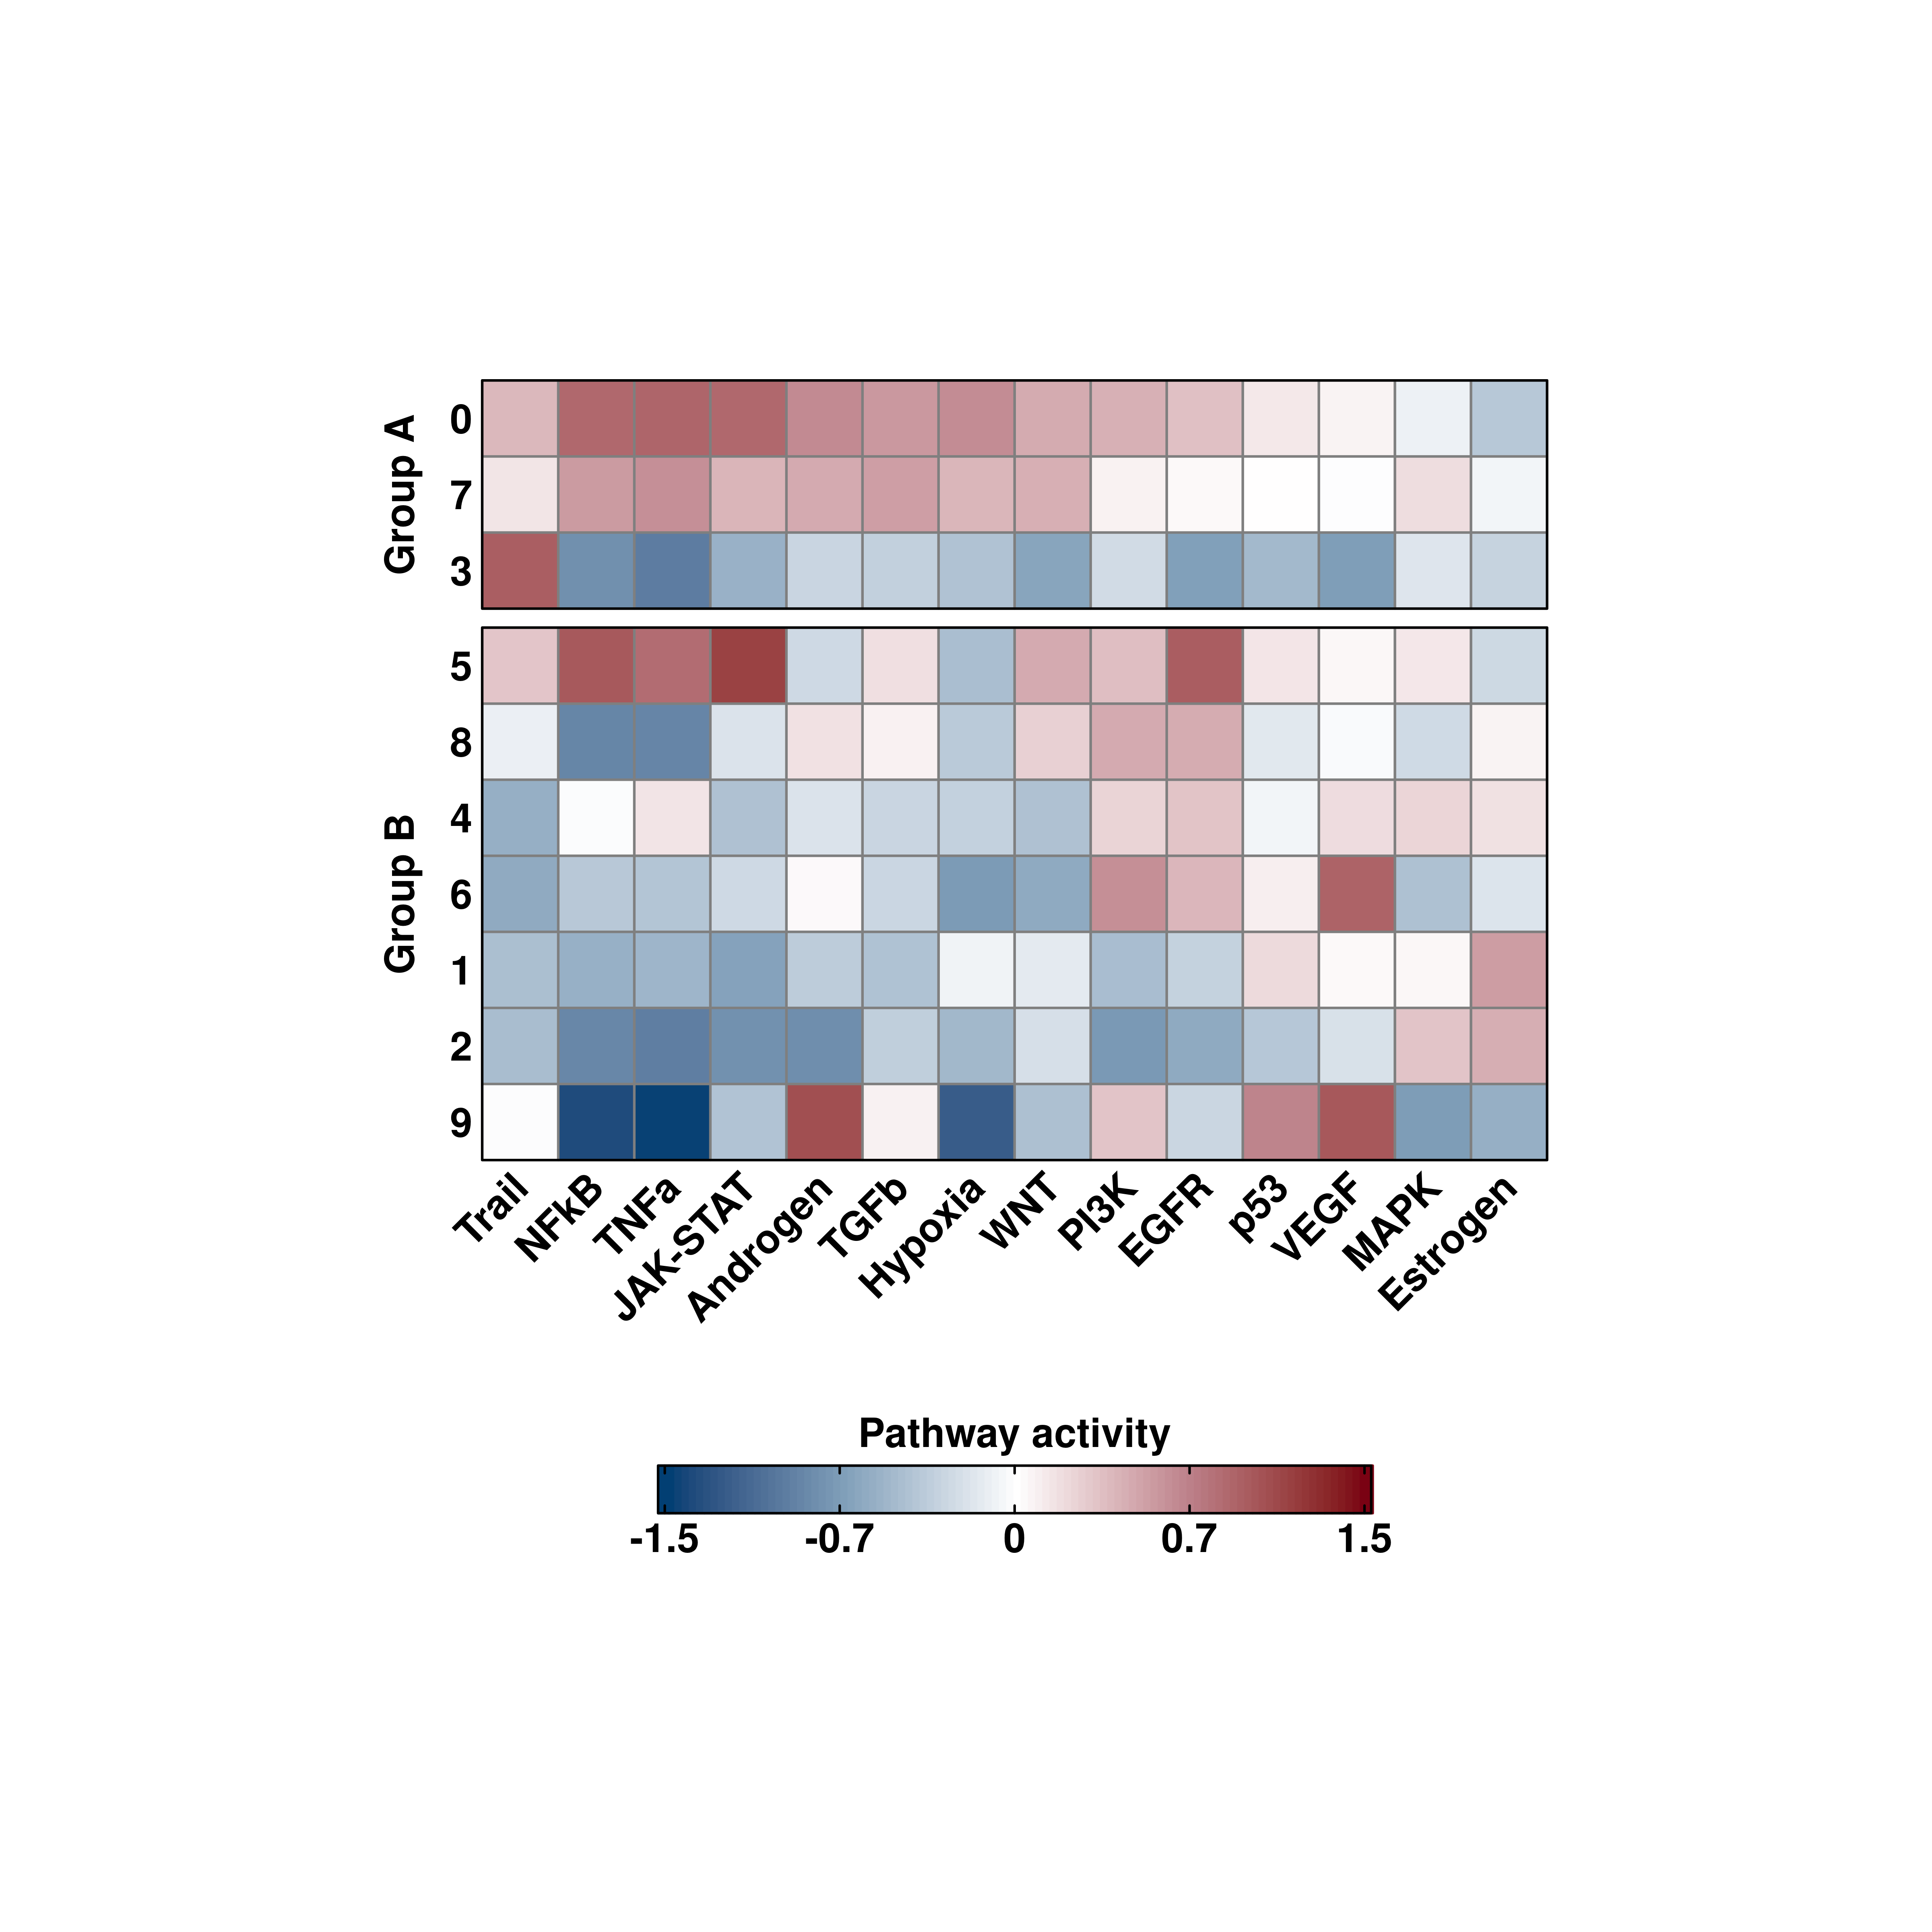 Group A
0
7
3
Group B
5
8
4
6
1
2
9
Trail NFkB TNFa JAK-STAT Androgen TGFb Hypoxia WNT PI3K EGFR p53 VEGF MAPK Estrogen
Pathway activity
-1.5 -0.7 0 0.7 1.5